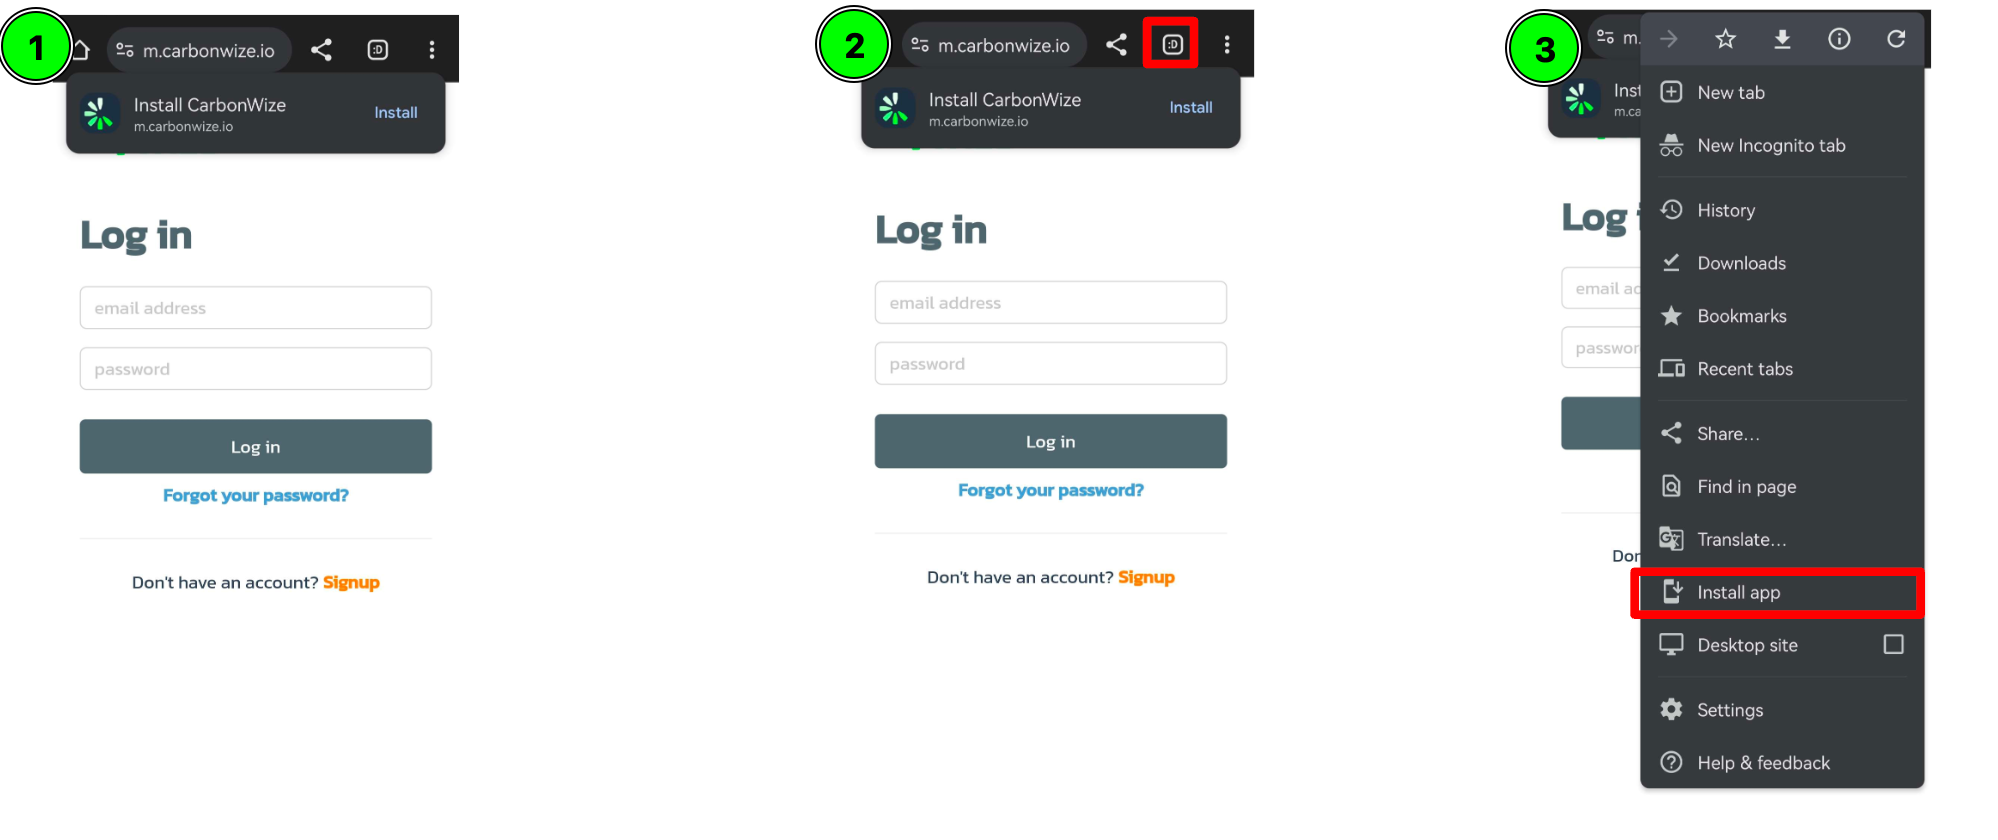 1
m.carbonwize.io
:D
Install CarbonWize
m.carbonwize.io
Install
Log in
email address
password
Log in
Forgot your password?
Don't have an account? Signup
2
m.carbonwize.io
:D
Install CarbonWize
m.carbonwize.io
Install
Log in
email address
password
Log in
Forgot your password?
Don't have an account? Signup
3
m.
Inst
m.ca
Log i
email ad
passwor
Don
New tab
New Incognito tab
History
Downloads
Bookmarks
Recent tabs
Share...
Find in page
Translate...
Install app
Desktop site
Settings
Help & feedback